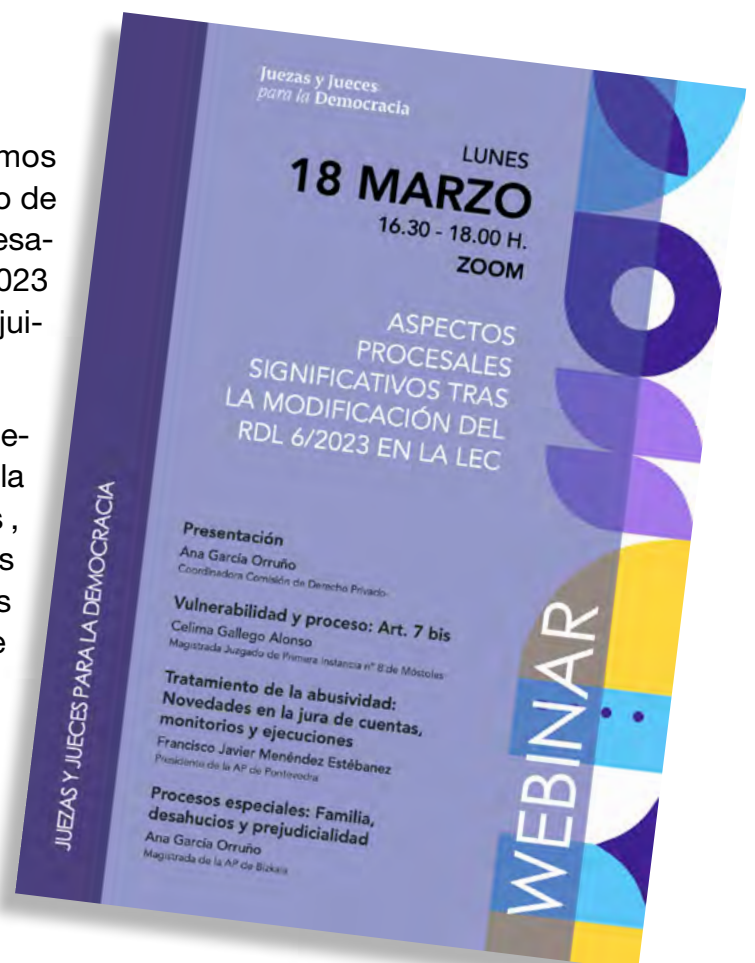 mos
o de
esa-
023
jui-
e-
la
s ,
s
s
e
Juezas y Jueces
para la Democracia
LUNES
18 MARZO
16.30 - 18.00 H.
ZOOM
ASPECTOS
PROCESALES
SIGNIFICATIVOS TRAS
LA MODIFICACIÓN DEL
RDL 6/2023 EN LA LEC
Presentación
Ana García Orruño
Coordinadora Comisión de Derecho Privado
Vulnerabilidad y proceso: Art. 7 bis
Celima Gallego Alonso
Magistrada Juzgado de Primera Instancia nº 8 de Móstoles
Tratamiento de la abusividad:
Novedades en la jura de cuentas,
monitorios y ejecuciones
Francisco Javier Menéndez Estébanez
Presidente de la AP de Pontevedra
Procesos especiales: Familia,
desahucios y prejudicialidad
Ana García Orruño
Magistrada de la AP de Bizkaia
JUEZAS Y JUECES PARA LA DEMOCRACIA
WEBINAR